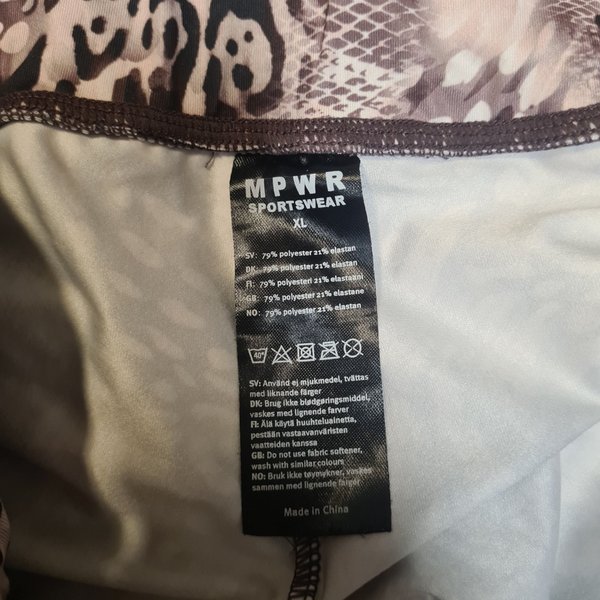 MPWR
SPORTSWEAR
XL
SV: 79% polyester 21% elastan
DK: 79% polyester 21% elastan
FI: 79% polyesteri 21% elastaani
GB: 79% polyester 21% elastane
NO: 79% polyester 21% elastan
40°
SV: Använd ej mjukmedel, tvättas
med liknande färger
DK: Brug ikke blødgøringsmiddel,
vaskes med lignende farver
FI: Älä käytä huuhteluainetta,
pestään vastaavanväristen
vaatteiden kanssa
GB: Do not use fabric softener,
wash with similar colours
NO: Bruk ikke tøymykner, vaskes
sammen med lignende farger
Made in China